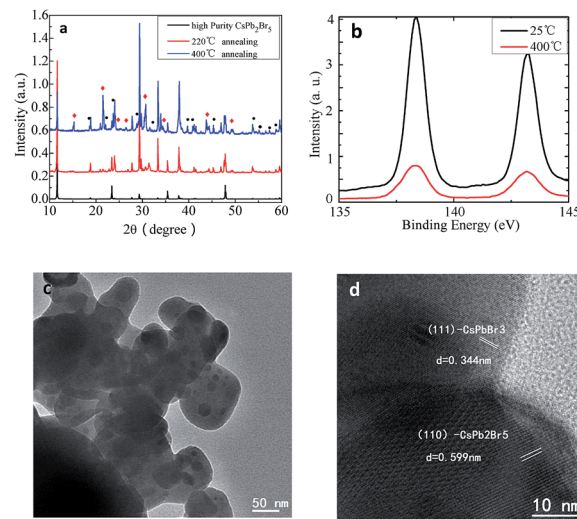 a
high Purity CsPb2Br5
220℃ annealing
400℃ annealing
Intensity (a. u.)
1.6
1.4
1.2
1.0
0.8
0.6
0.4
0.2
0.0
10 20 30 40 50 60
2θ ( degree )
b
25℃
400℃
Intensity (a. u.)
4
3
2
1
0
135 140 145
Binding Energy (eV)
c
50 nm
d
(111)-CsPbBr3
d=0.344nm
(110)-CsPb2Br5
d=0.599nm
10 nm